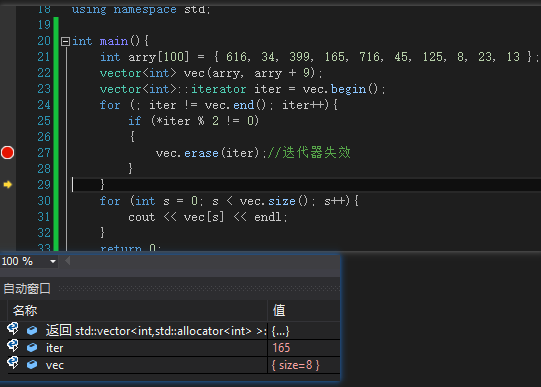 18 using namespace std;
19
20 int main(){
21 int arry[100] = { 616, 34, 399, 165, 716, 45, 125, 8, 23, 13 };
22 vector<int> vec(arry, arry + 9);
23 vector<int>::iterator iter = vec.begin();
24 for (; iter != vec.end(); iter++){
25 if (*iter % 2 != 0)
26 {
27 vec.erase(iter);//迭代器失效
28 }
29 }
30 for (int s = 0; s < vec.size(); s++){
31 cout << vec[s] << endl;
32 }
33 return 0;
100 %
自动窗口
名称 值
返回 std::vector<int,std::allocator<int> >: {...}
iter 165
vec { size=8 }